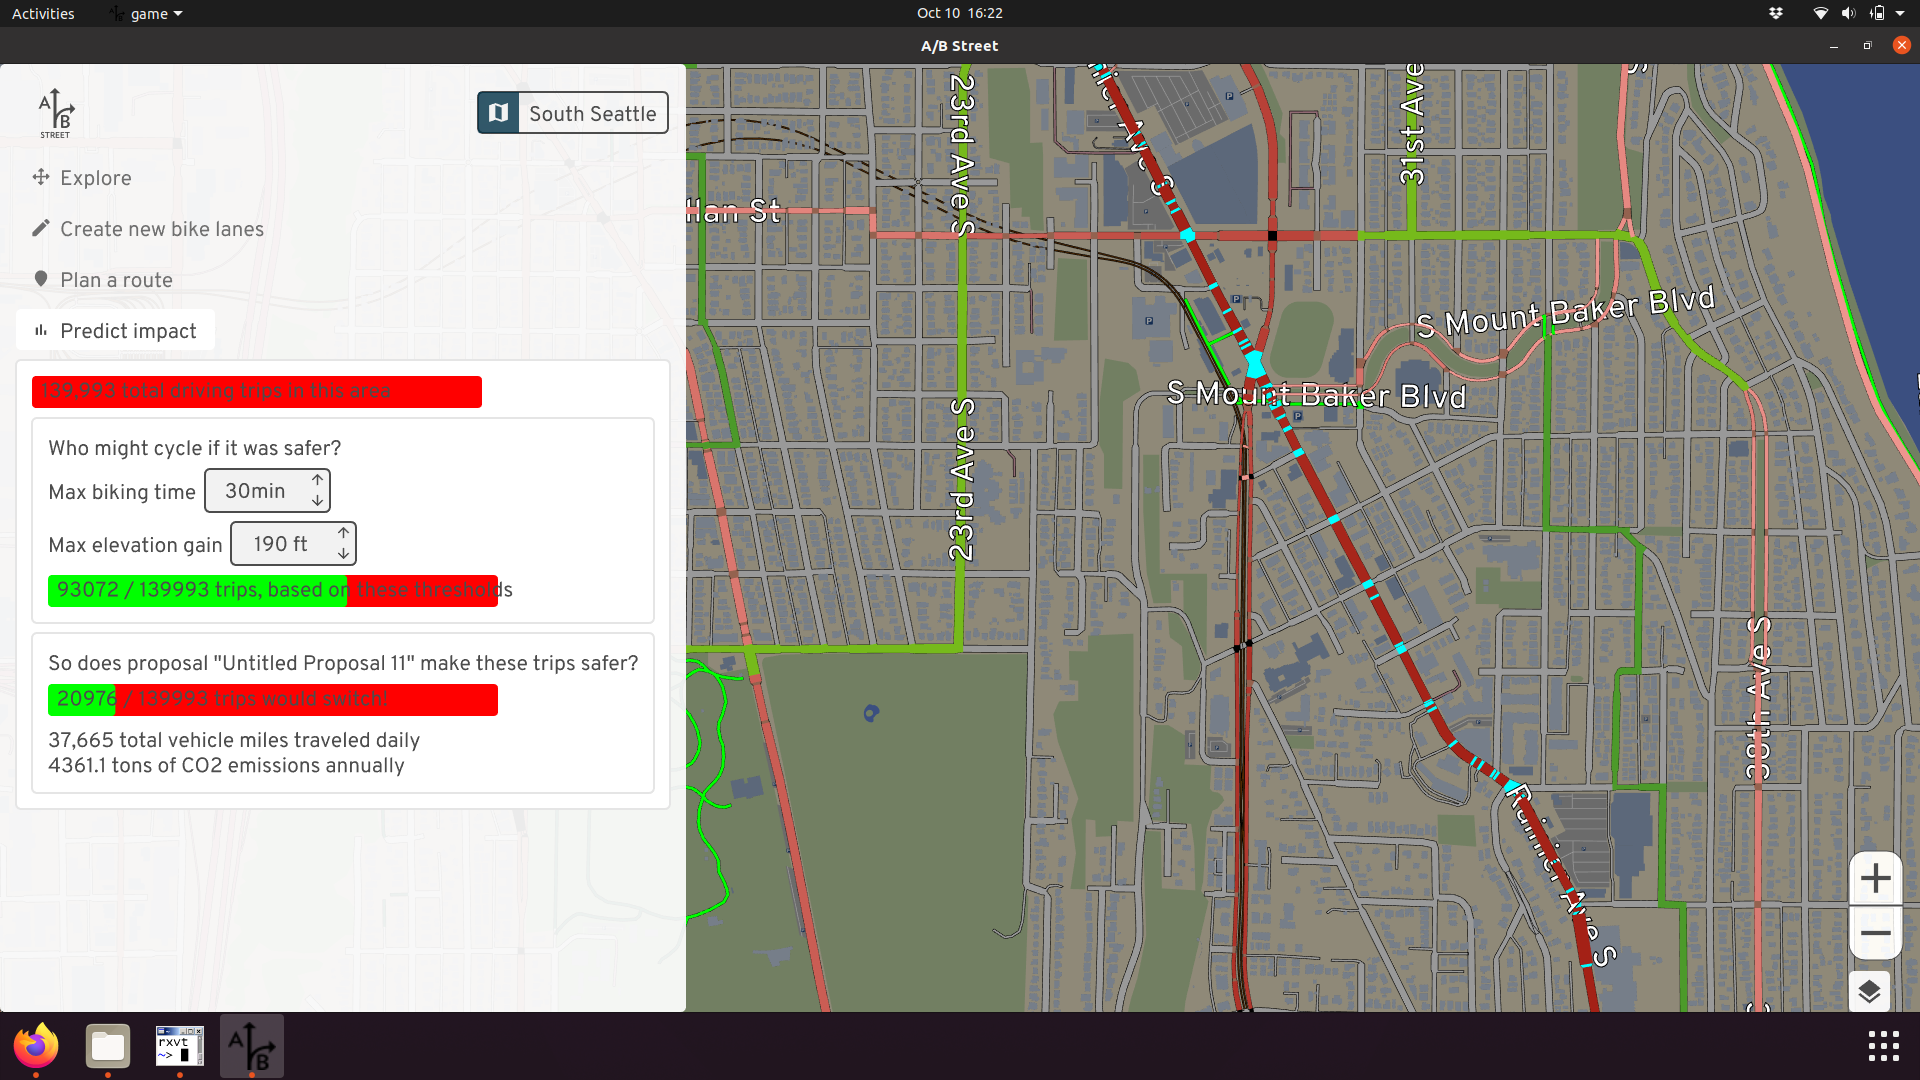 Activities
game
Oct 10 16:22
A/B Street
A
B
STREET
South Seattle
Explore
Create new bike lanes
Plan a route
Predict impact
139,993 total driving trips in this area
Who might cycle if it was safer?
Max biking time 30min
Max elevation gain 190 ft
93072 / 139993 trips, based on these thresholds
So does proposal "Untitled Proposal 11" make these trips safer?
20976 / 139993 trips would switch!
37,665 total vehicle miles traveled daily
4361.1 tons of CO2 emissions annually
23rd Ave S
31st Ave
llan St
S Mount Baker Blvd
S Mount Baker Blvd
23rd Ave S
38th Ave S
Rainier Ave S
Ave S
P
P
P
P
rxvt
~>
A
B